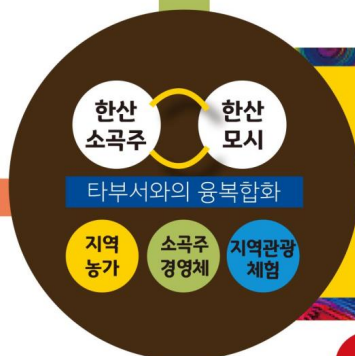 한산 한산
소곡주 모시
타부서와의 융복합화
지역 소곡주 지역관광
농가 경영체 체험